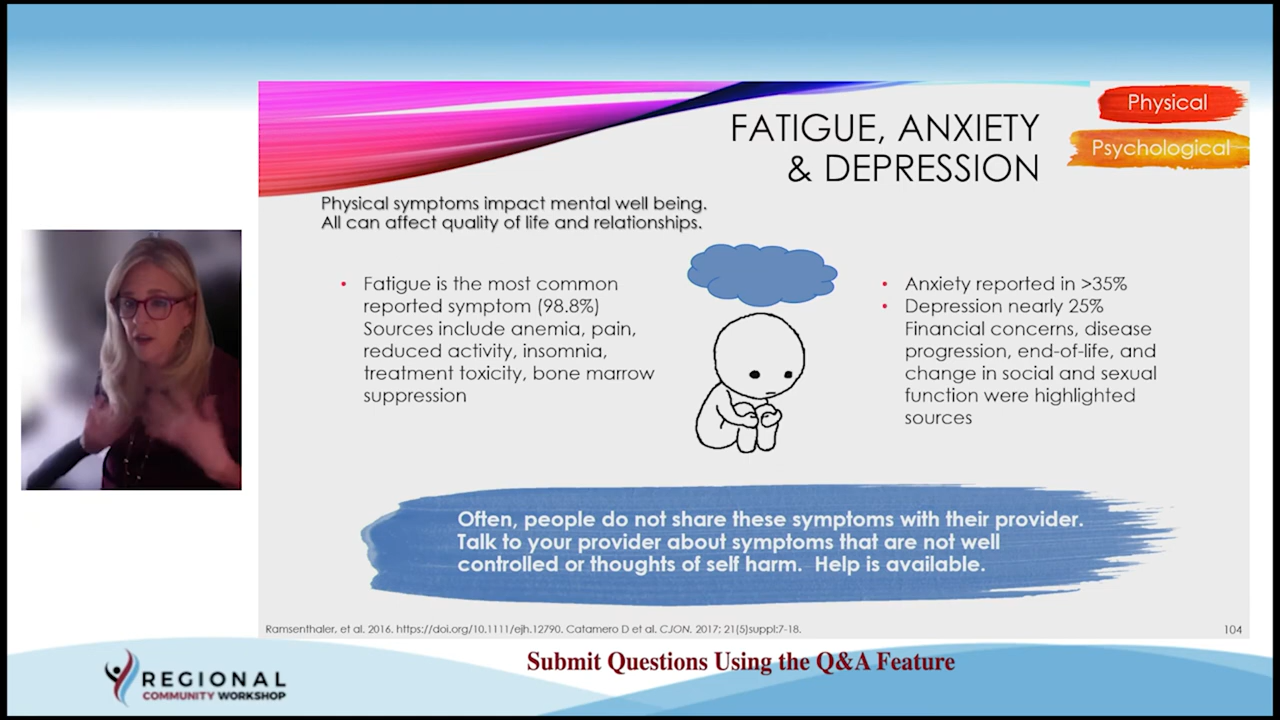 FATIGUE, ANXIETY
& DEPRESSION
Physical
Psychological
Physical symptoms impact mental well being.
All can affect quality of life and relationships.
• Fatigue is the most common
reported symptom (98.8%)
Sources include anemia, pain,
reduced activity, insomnia,
treatment toxicity, bone marrow
suppression
• Anxiety reported in >35%
• Depression nearly 25%
Financial concerns, disease
progression, end-of-life, and
change in social and sexual
function were highlighted
sources
Often, people do not share these symptoms with their provider.
Talk to your provider about symptoms that are not well
controlled or thoughts of self harm. Help is available.
Ramsenthaler, et al. 2016. https://doi.org/10.1111/ejh.12790. Catamero D et al. CJON. 2017; 21(5)suppl:7-18.
104
REGIONAL
COMMUNITY WORKSHOP
Submit Questions Using the Q&A Feature